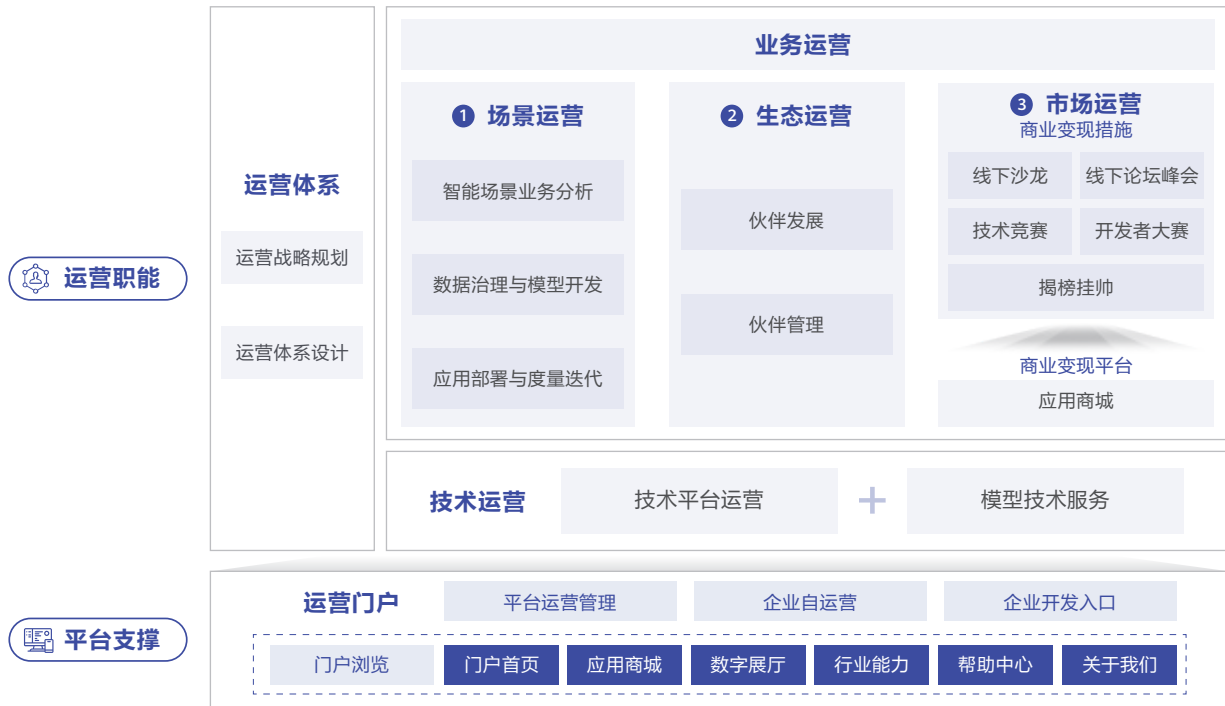 运营职能
运营体系
运营战略规划
运营体系设计
业务运营
1 场景运营
智能场景业务分析
数据治理与模型开发
应用部署与度量迭代
2 生态运营
伙伴发展
伙伴管理
3 市场运营
商业变现措施
线下沙龙 线下论坛峰会
技术竞赛 开发者大赛
揭榜挂帅
商业变现平台
应用商城
技术运营 技术平台运营 + 模型技术服务
平台支撑
运营门户 平台运营管理 企业自运营 企业开发入口
门户浏览 门户首页 应用商城 数字展厅 行业能力 帮助中心 关于我们